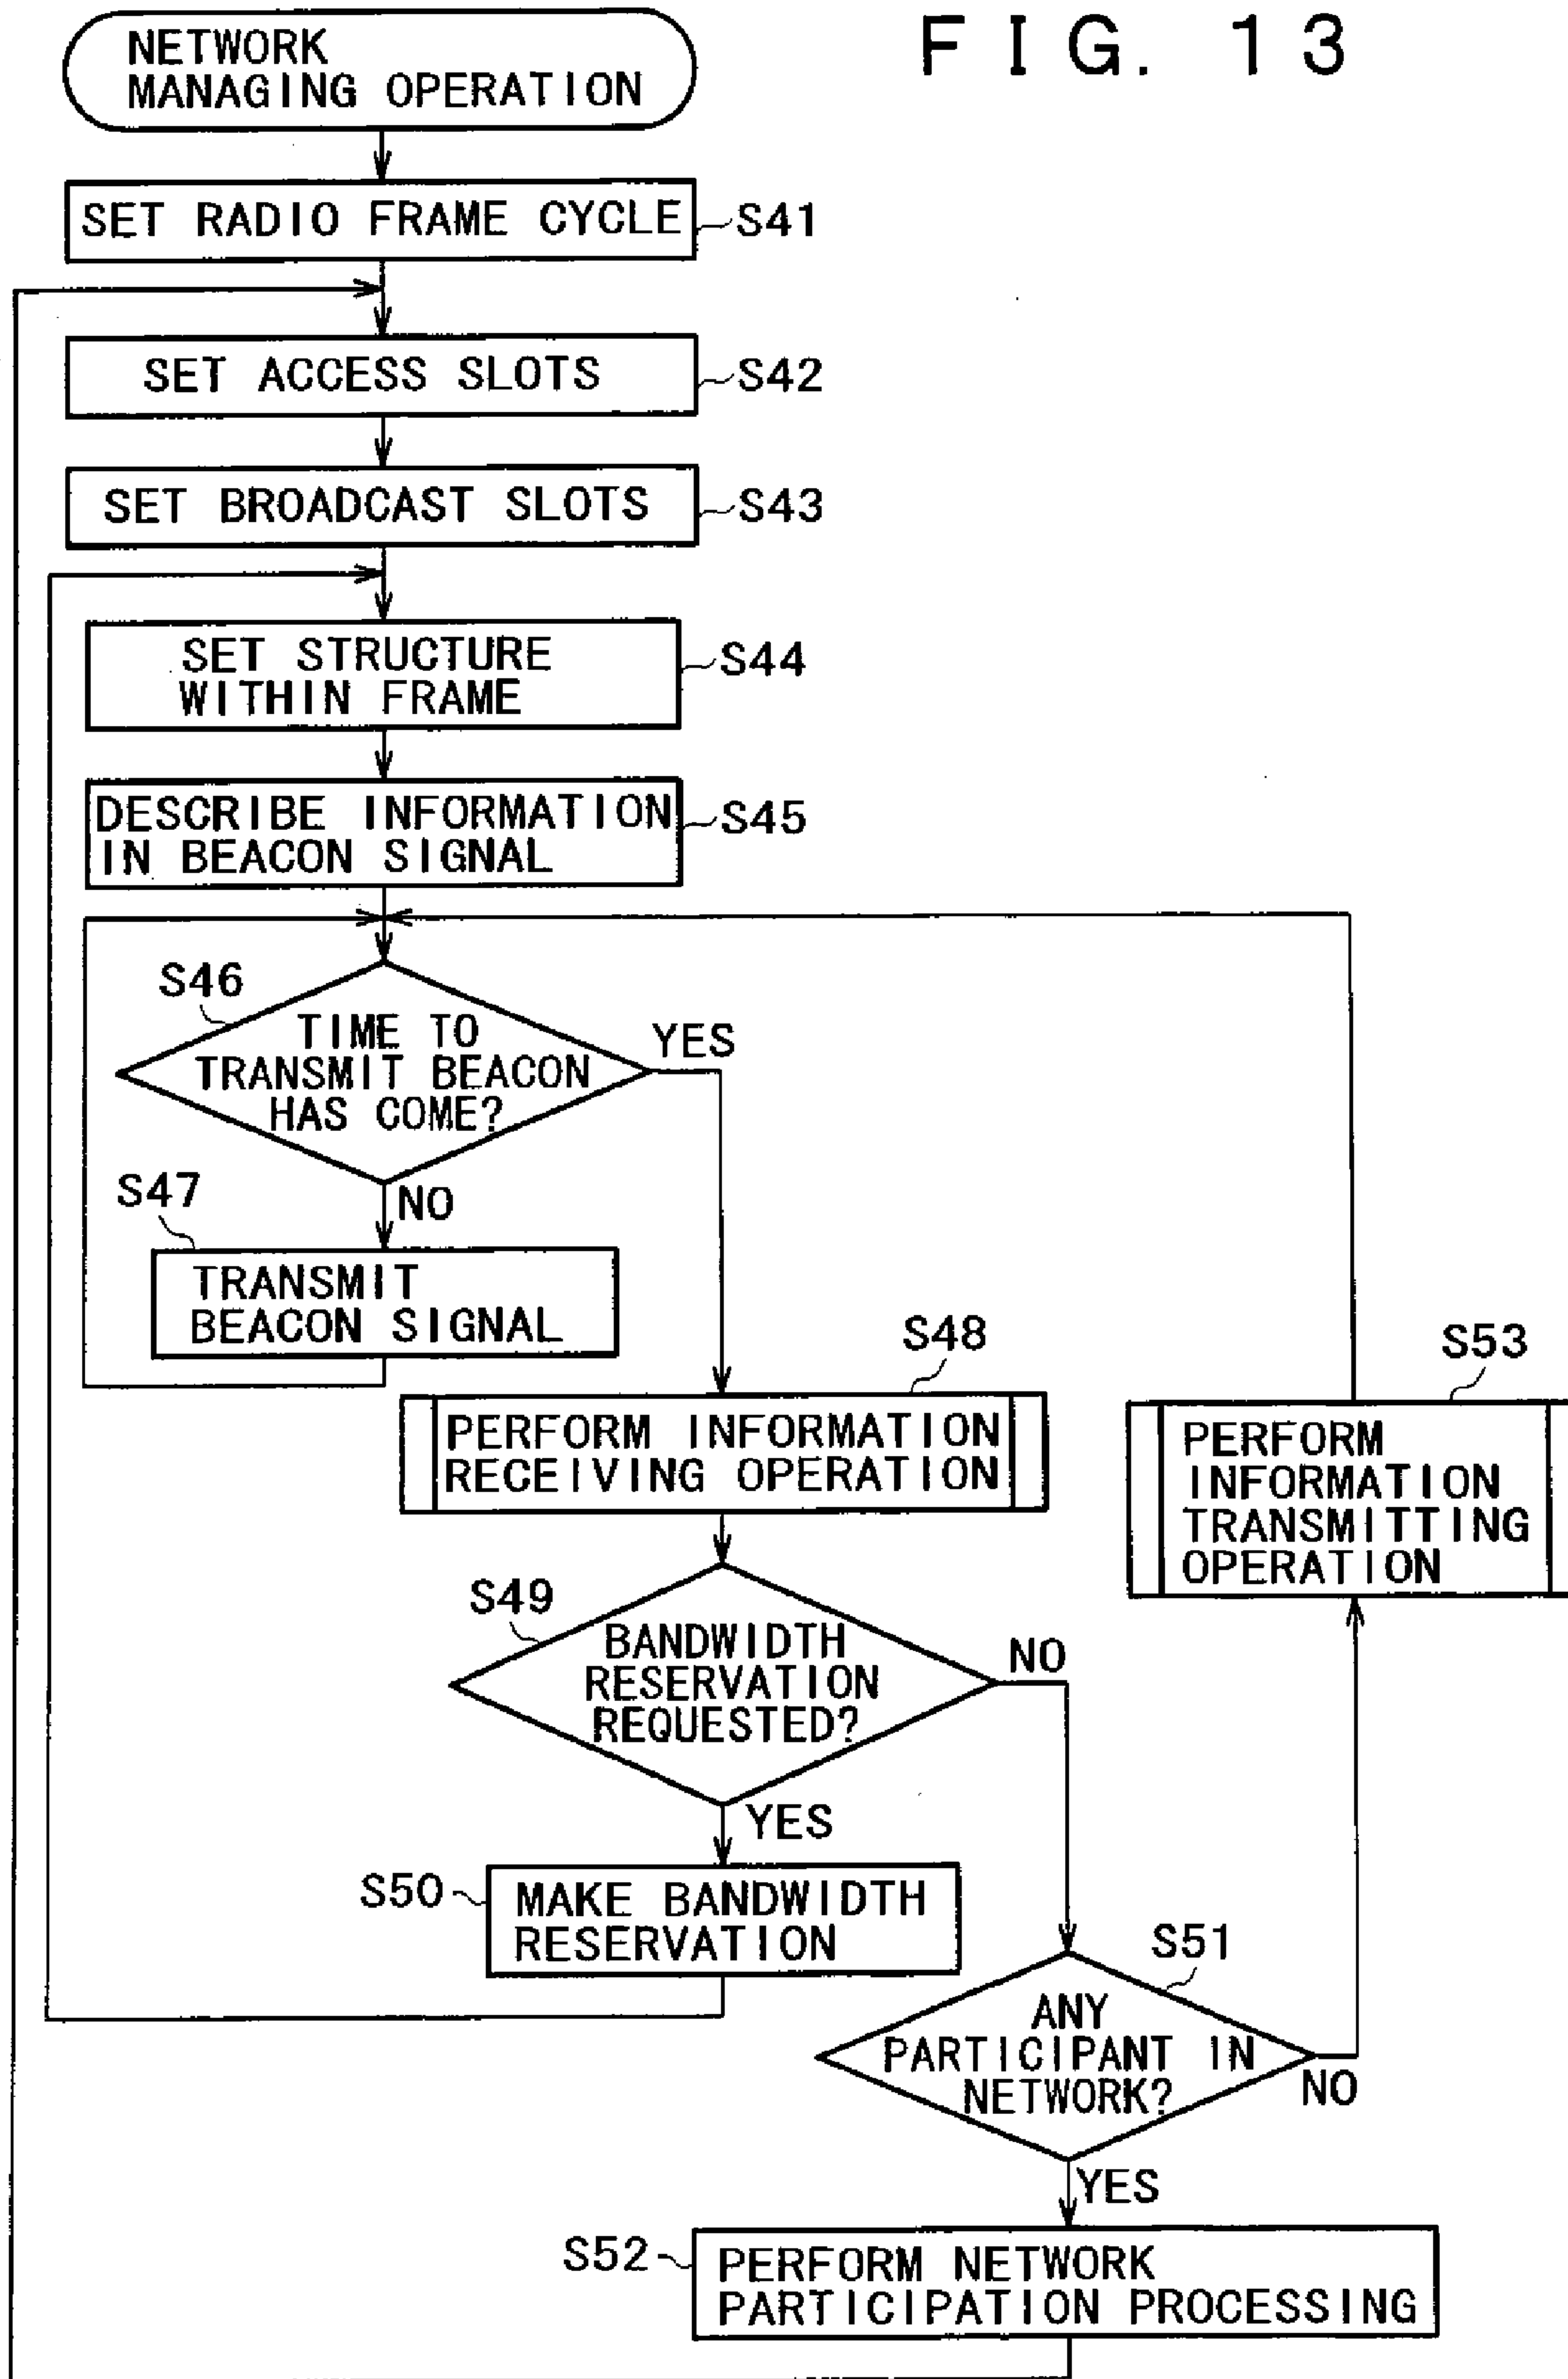 FIG. 13
NETWORK
MANAGING OPERATION
SET RADIO FRAME CYCLE
S41
SET ACCESS SLOTS
S42
SET BROADCAST SLOTS
S43
SET STRUCTURE
WITHIN FRAME
S44
DESCRIBE INFORMATION
IN BEACON SIGNAL
S45
S46
TIME TO
TRANSMIT BEACON
HAS COME?
YES
NO
S47
TRANSMIT
BEACON SIGNAL
S48
PERFORM INFORMATION
RECEIVING OPERATION
S53
PERFORM
INFORMATION
TRANSMITTING
OPERATION
S49
BANDWIDTH
RESERVATION
REQUESTED?
NO
YES
S50
MAKE BANDWIDTH
RESERVATION
S51
ANY
PARTICIPANT IN
NETWORK?
NO
YES
S52
PERFORM NETWORK
PARTICIPATION PROCESSING